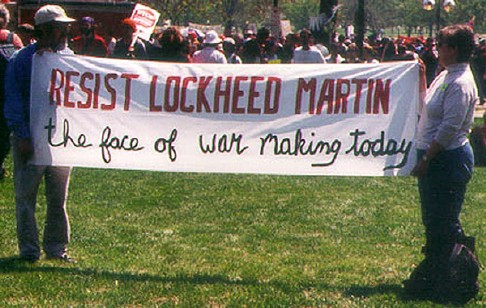 RESIST LOCKHEED MARTIN
the face of war making today